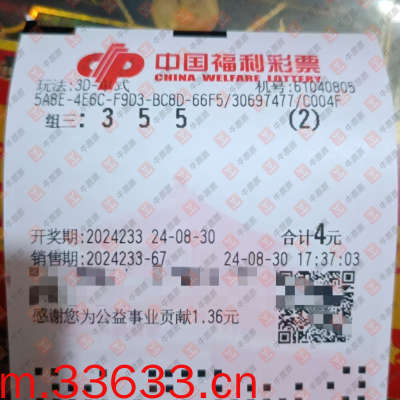 中国福利彩票
CHINA WELFARE LOTTERY
玩法:3D-单式 机号:61040805
5A8E-4E6C-F9D3-BC8D-66F5/30697477/C004F
组三: 3 5 5 (2)
开奖期:2024233 24-08-30 合计4元
销售期:2024233-67 24-08-30 17:37:03
感谢您为公益事业贡献1.36元
m.33633.cn